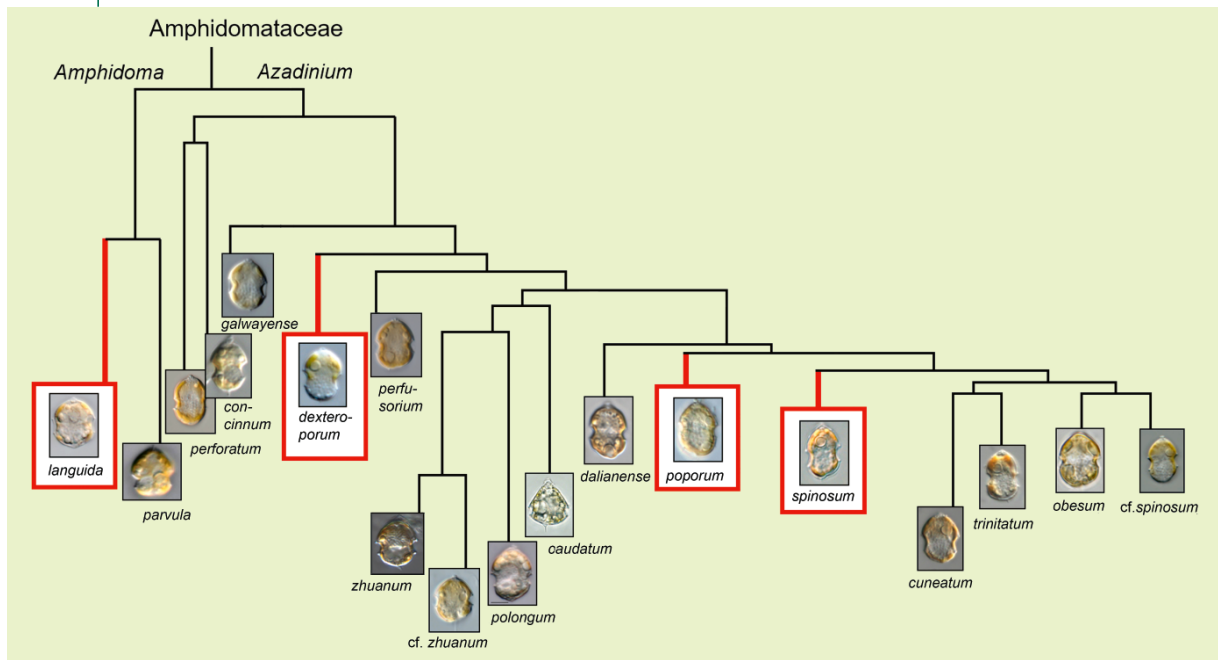 Amphidomataceae
Amphidoma
Azadinium
galwayense
con-
cinnum
perforatum
languida
parvula
dextero-
porum
perfu-
sorium
zhuanum
cf. zhuanum
polongum
caudatum
dalianense
poporum
spinosum
cuneatum
trinitatum
obesum
cf.spinosum